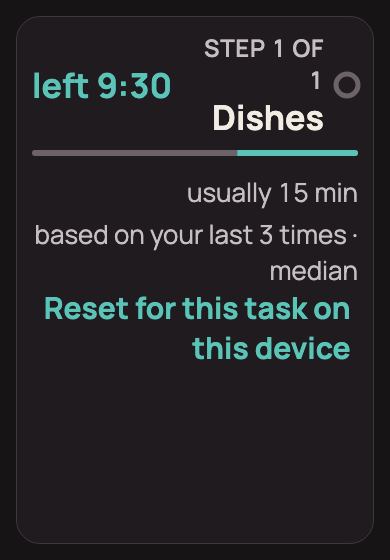 STEP 1 OF
1
Dishes
left 9:30
usually 15 min
based on your last 3 times ·
median
Reset for this task on
this device